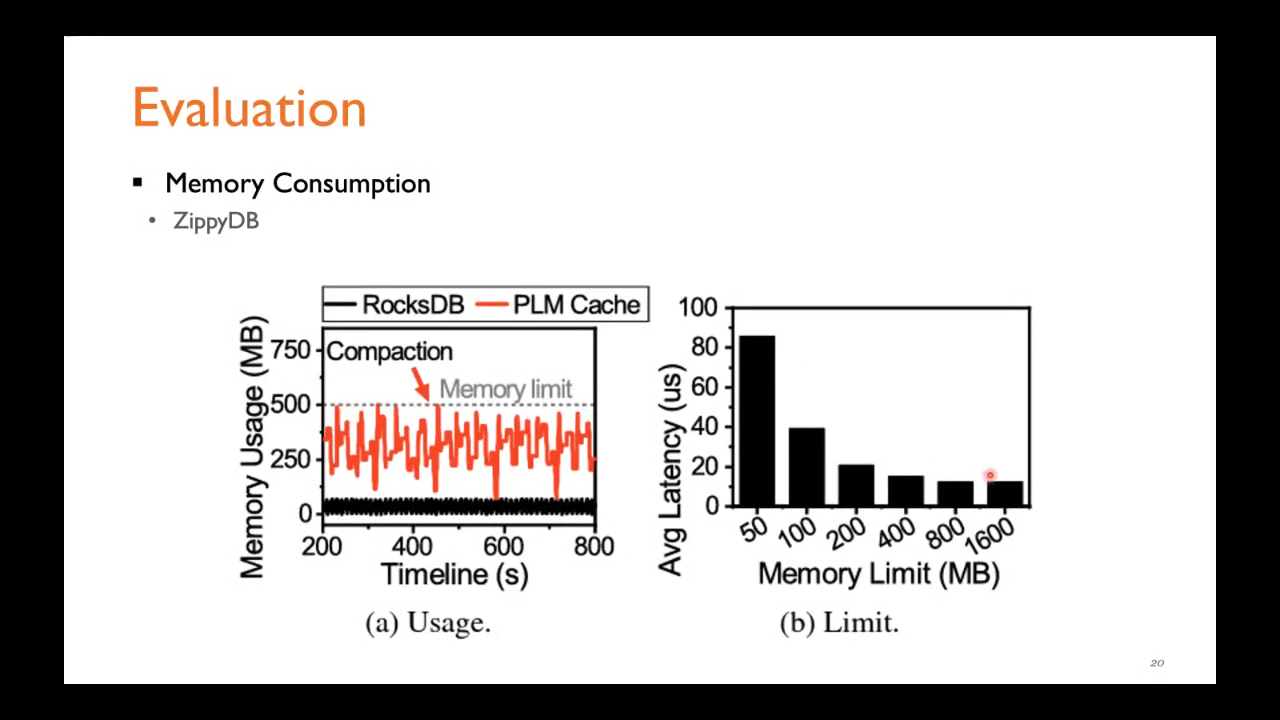 Evaluation
▪ Memory Consumption
• ZippyDB
RocksDB PLM Cache
Memory Usage (MB)
750
500
250
0
Compaction
Memory limit
200 400 600 800
Timeline (s)
(a) Usage.
Avg Latency (us)
100
80
60
40
20
0
50 100 200 400 800 1600
Memory Limit (MB)
(b) Limit.
20